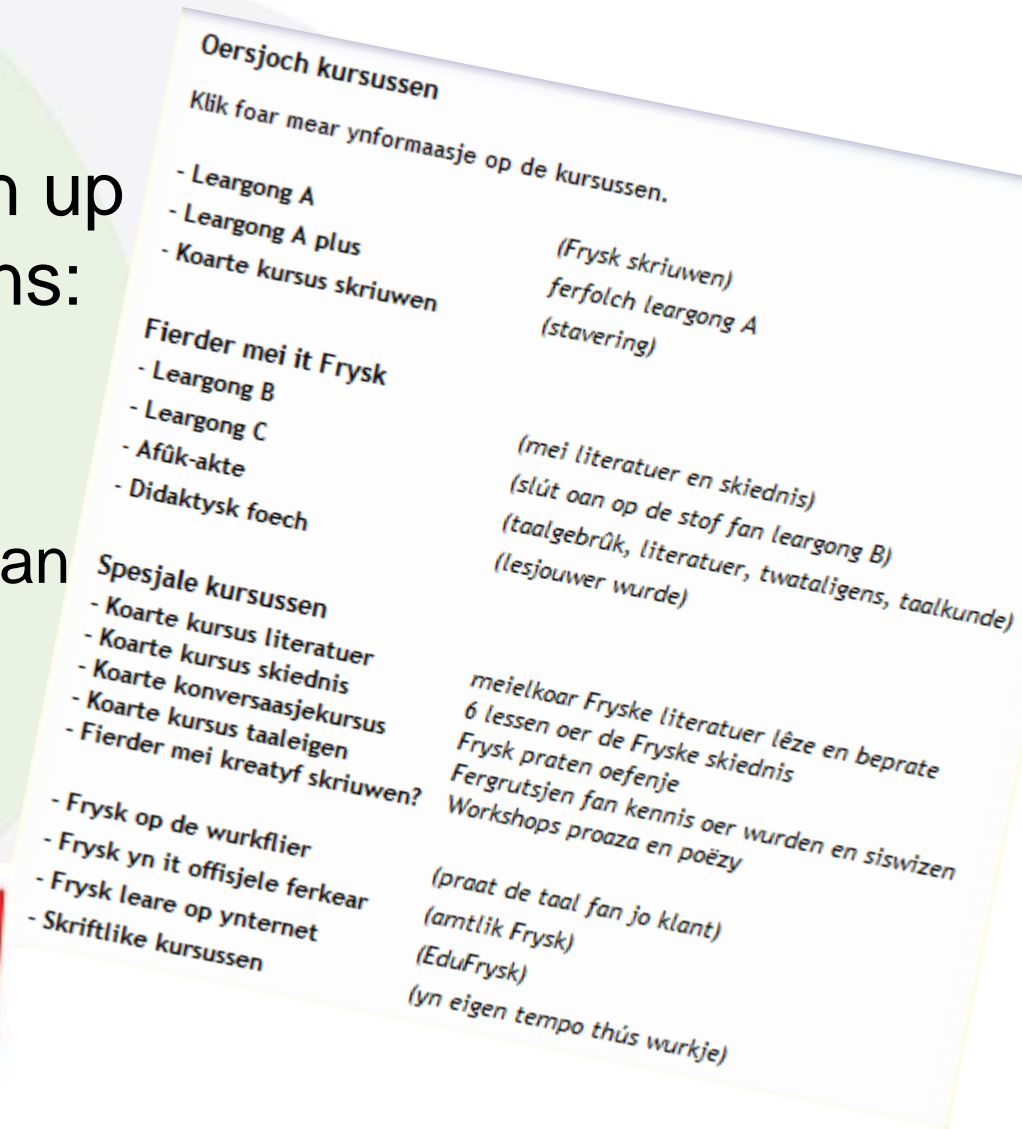 n up
ns:
an
Oersjoch kursussen
Klik foar mear ynformaasje op de kursussen.
- Leargong A (Frysk skriuwen)
- Leargong A plus ferfolch leargong A
- Koarte kursus skriuwen (stavering)
Fierder mei it Frysk
- Leargong B (mei literatuer en skiednis)
- Leargong C (slút oan op de stof fan leargong B)
- Afûk-akte (taalgebrûk, literatuer, twataligens, taalkunde)
- Didaktysk foech (lesjouwer wurde)
Spesjale kursussen
- Koarte kursus literatuer meielkoar Fryske literatuer lêze en beprate
- Koarte kursus skiednis 6 lessen oer de Fryske skiednis
- Koarte konversaasjekursus Frysk praten oefenje
- Koarte kursus taaleigen Fergrutsjen fan kennis oer wurden en siswizen
- Fierder mei kreatyf skriuwen? Workshops proaza en poëzy
- Frysk op de wurkflier (praat de taal fan jo klant)
- Frysk yn it offisjele ferkear (amtlik Frysk)
- Frysk leare op ynternet (EduFrysk)
- Skriftlike kursussen (yn eigen tempo thús wurkje)